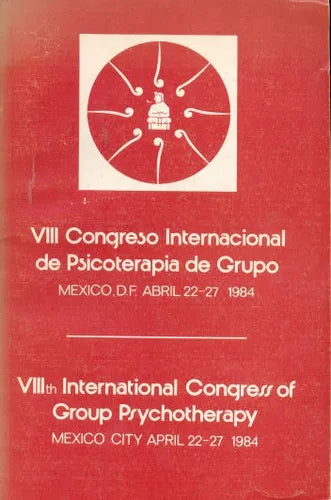 VIII Congreso Internacional
de Psicoterapia de Grupo
MEXICO, D.F. ABRIL 22-27 1984
VIIIth International Congress of
Group Psychotherapy
MEXICO CITY APRIL 22-27 1984